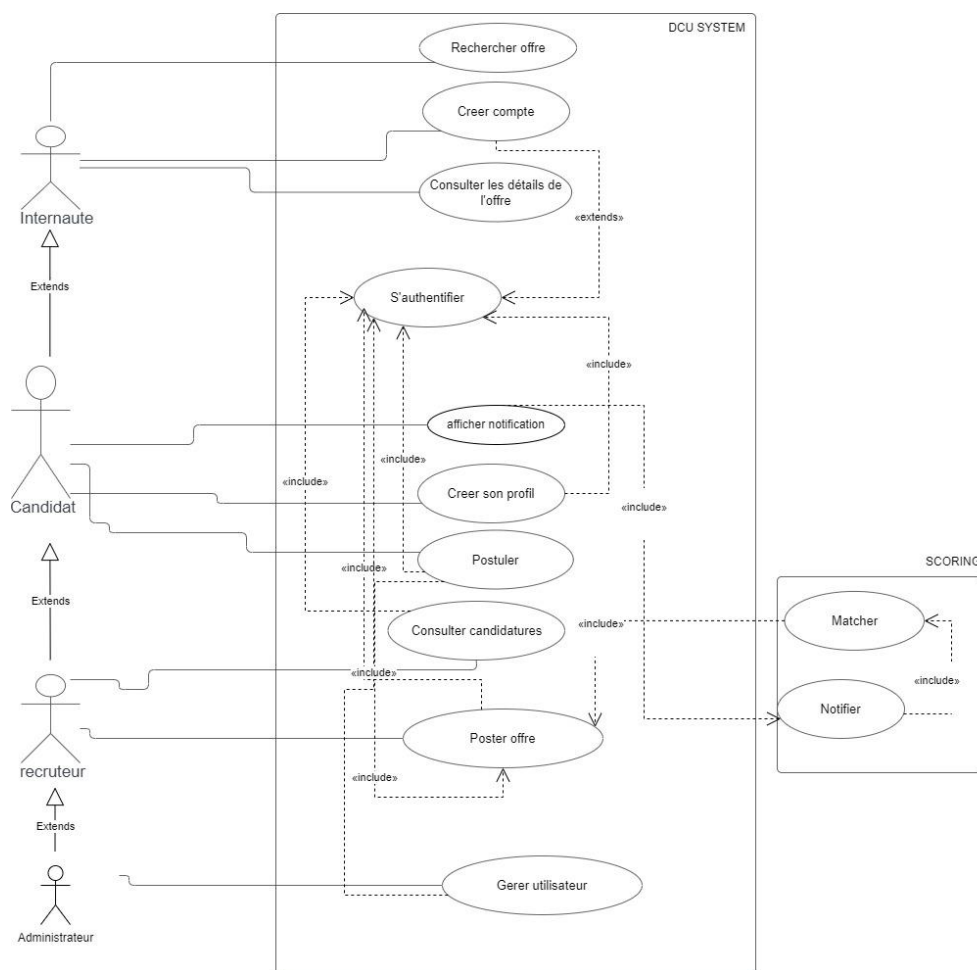 DCU SYSTEM
Rechercher offre
Creer compte
Internaute
Consulter les détails de
l'offre
«extends»
Extends
S'authentifier
«include»
afficher notification
«include»
«include»
Creer son profil
Candidat
«include»
Postuler
SCORING
«include»
Extends
Consulter candidatures
«include»
Matcher
«include»
«include»
Notifier
Poster offre
recruteur
«include»
Extends
Gerer utilisateur
Administrateur